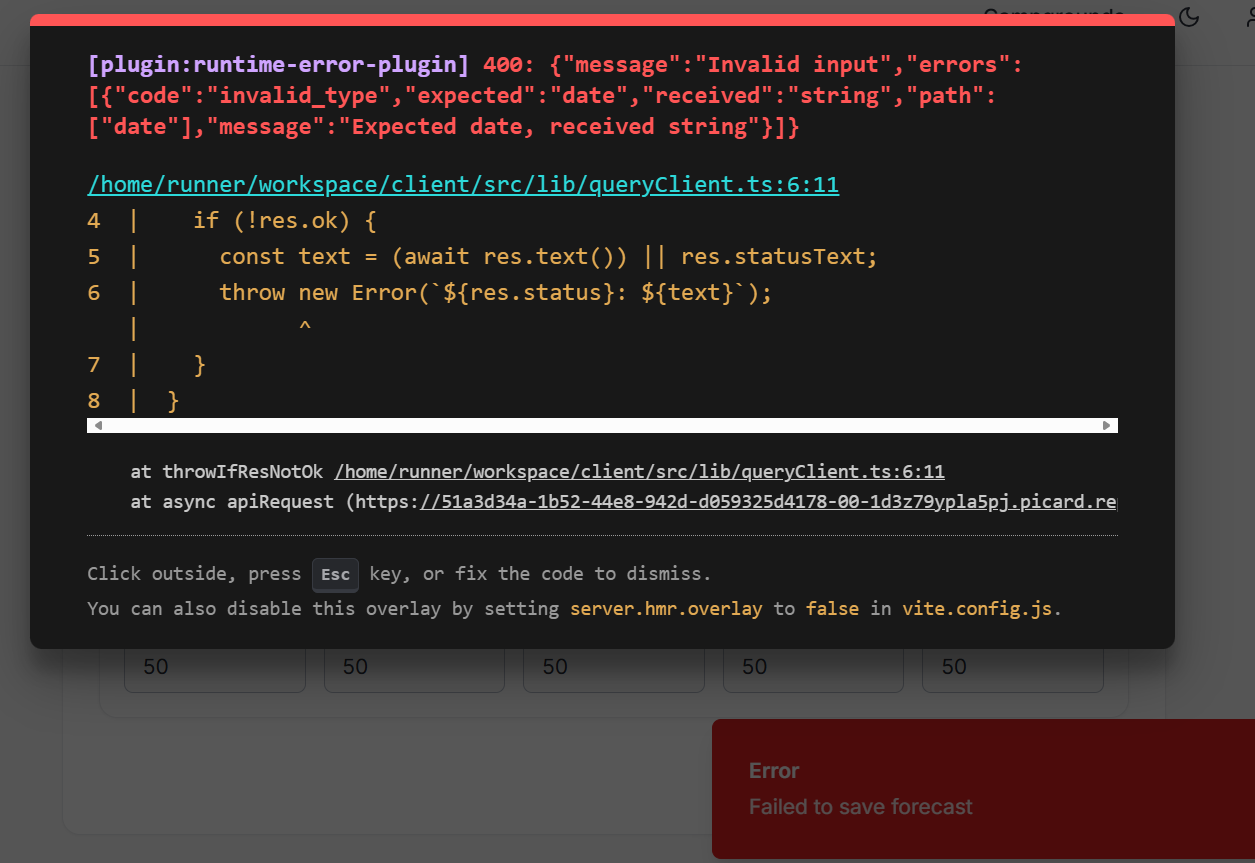 Campgrounds
[plugin:runtime-error-plugin] 400: {"message":"Invalid input","errors":
[{"code":"invalid_type","expected":"date","received":"string","path":
["date"],"message":"Expected date, received string"}]}
/home/runner/workspace/client/src/lib/queryClient.ts:6:11
4 | if (!res.ok) {
5 | const text = (await res.text()) || res.statusText;
6 | throw new Error(`${res.status}: ${text}`);
| ^
7 | }
8 | }
at throwIfResNotOk /home/runner/workspace/client/src/lib/queryClient.ts:6:11
at async apiRequest (https://51a3d34a-1b52-44e8-942d-d059325d4178-00-1d3z79ypla5pj.picard.re
Click outside, press Esc key, or fix the code to dismiss.
You can also disable this overlay by setting server.hmr.overlay to false in vite.config.js.
50 50 50 50 50
Error
Failed to save forecast